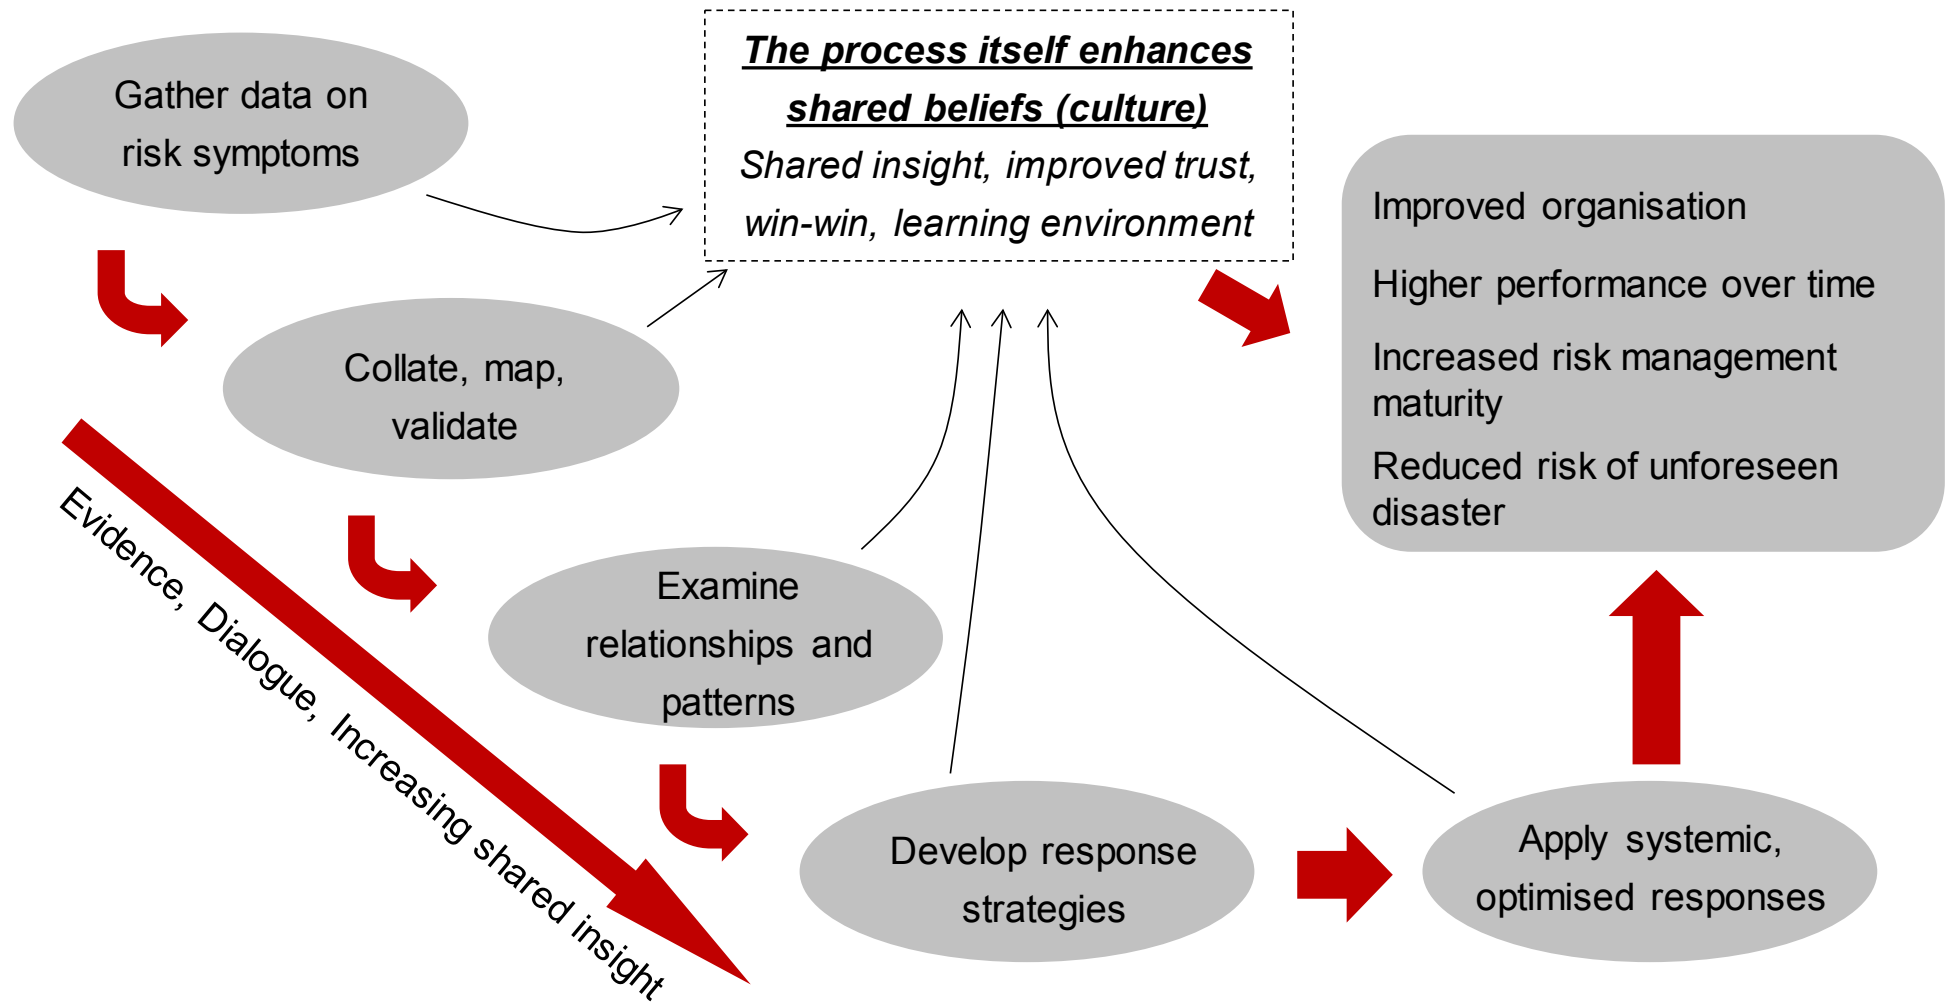 Gather data on
risk symptoms
The process itself enhances
shared beliefs (culture)
Shared insight, improved trust,
win-win, learning environment
Improved organisation
Higher performance over time
Increased risk management
maturity
Reduced risk of unforeseen
disaster
Collate, map,
validate
Evidence, Dialogue, Increasing shared insight
Examine
relationships and
patterns
Develop response
strategies
Apply systemic,
optimised responses